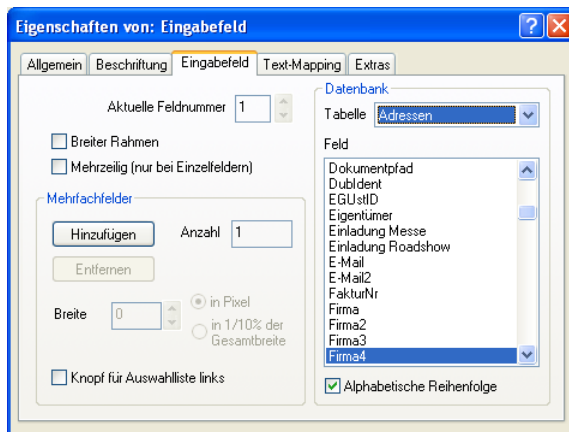 Eigenschaften von: Eingabefeld
Allgemein Beschriftung Eingabefeld Text-Mapping Extras
Aktuelle Feldnummer 1
Breiter Rahmen
Mehrzeilig (nur bei Einzelfeldern)
Mehrfachfelder
Hinzufügen Anzahl 1
Entfernen
Breite 0
in Pixel
in 1/10% der
Gesamtbreite
Knopf für Auswahlliste links
Datenbank
Tabelle Adressen
Feld
Dokumentpfad
DubIdent
EGUstID
Eigentümer
Einladung Messe
Einladung Roadshow
E-Mail
E-Mail2
FakturNr
Firma
Firma2
Firma3
Firma4
Alphabetische Reihenfolge